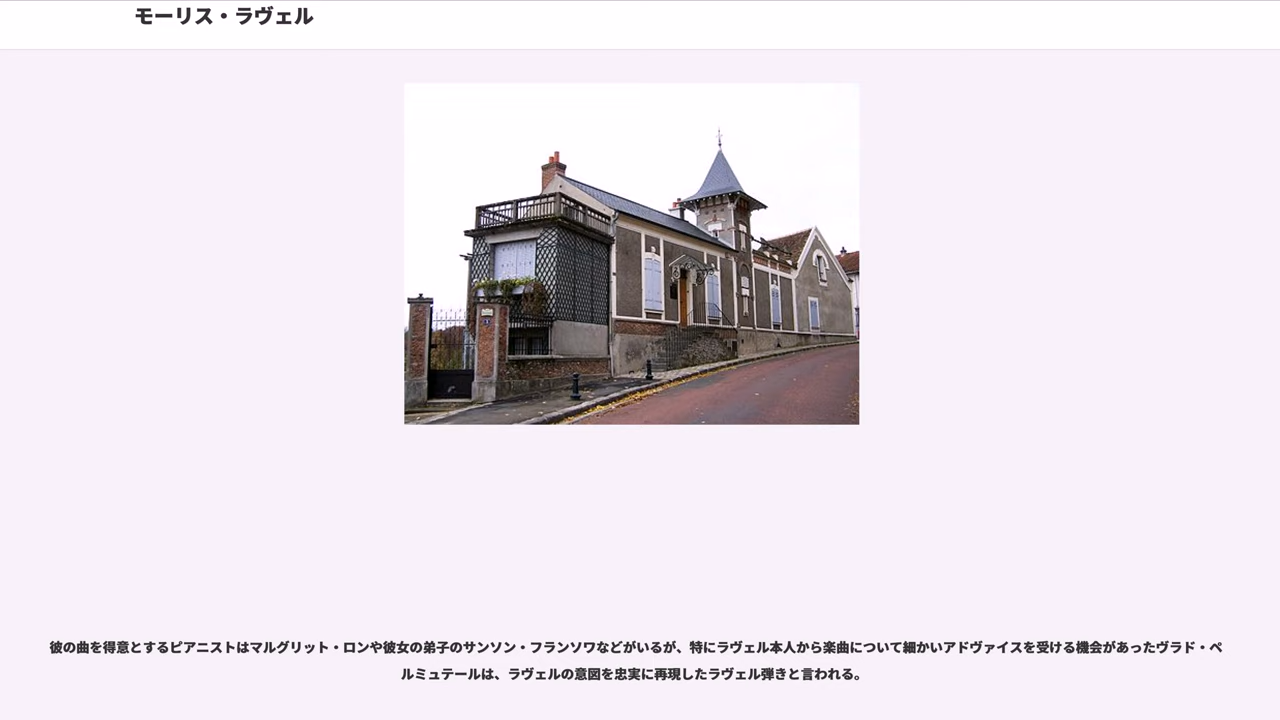 モーリス・ラヴェル
彼の曲を得意とするピアニストはマルグリット・ロンや彼女の弟子のサンソン・フランソワなどがいるが、特にラヴェル本人から楽曲について細かいアドヴァイスを受ける機会があったヴラド・ペ
ルミュテールは、ラヴェルの意図を忠実に再現したラヴェル弾きと言われる。